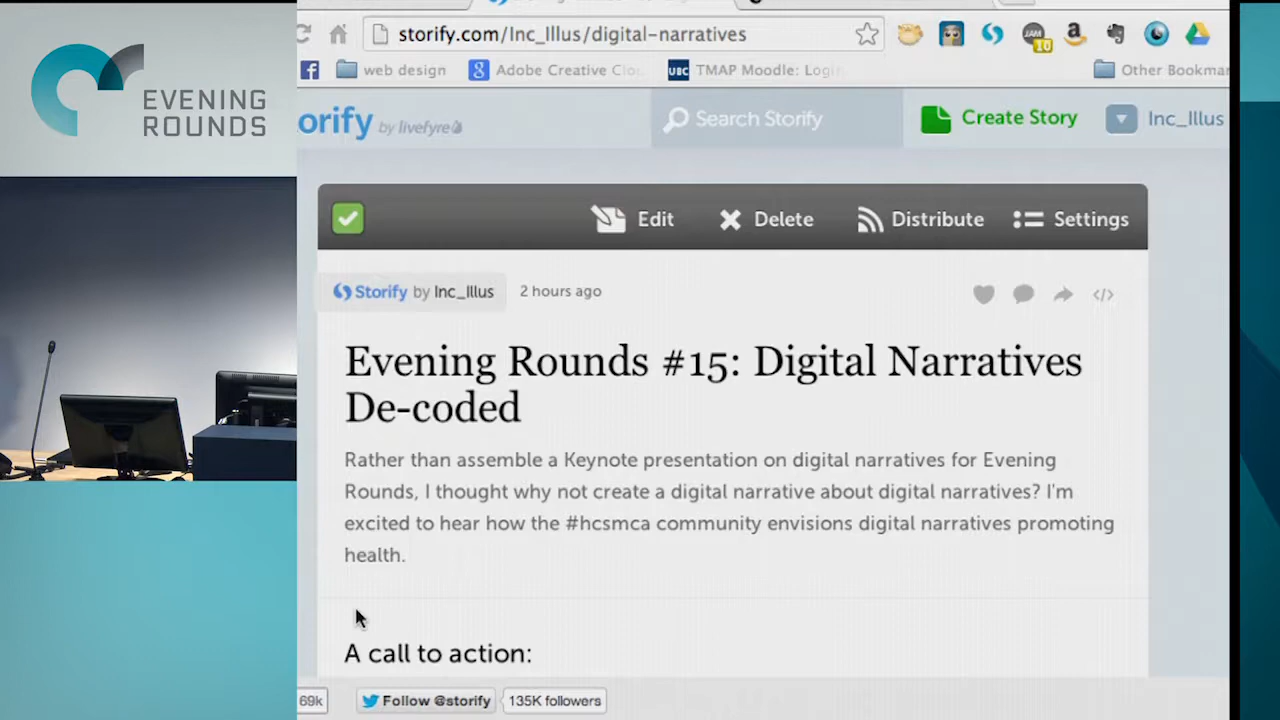 EVENING
ROUNDS
storify.com/Inc_Illus/digital-narratives
JAM
10
a
web design
Adobe Creative Clo
UBC
TMAP Moodle: Logi
Other Bookmar
orify by livefyre
Search Storify
Create Story
Inc_Illus
Edit
Delete
Distribute
Settings
Storify by Inc_Illus
2 hours ago
Evening Rounds #15: Digital Narratives
De-coded
Rather than assemble a Keynote presentation on digital narratives for Evening
Rounds, I thought why not create a digital narrative about digital narratives? I'm
excited to hear how the #hcsmca community envisions digital narratives promoting
health.
A call to action:
69k
Follow @storify
135K followers